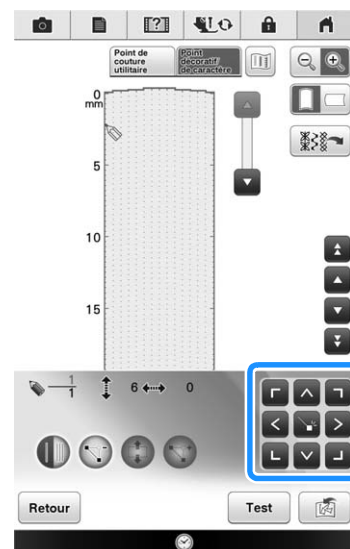 Point de
couture
utilitaire
Point
décoratif/
de caractère
0
mm
5
10
15
1
1
6
0
Retour
Test